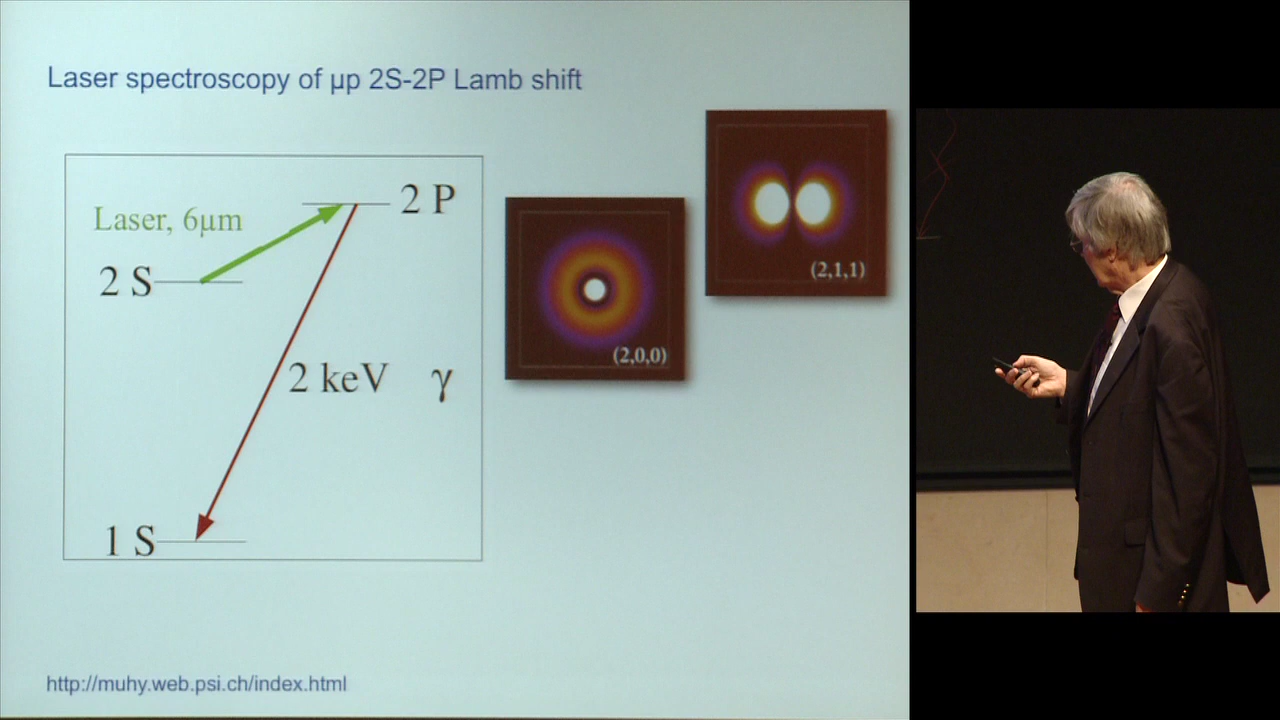 Laser spectroscopy of µp 2S-2P Lamb shift
2 P
Laser, 6µm
2 S
2 keV γ
1 S
(2,0,0)
(2,1,1)
http://muhy.web.psi.ch/index.html